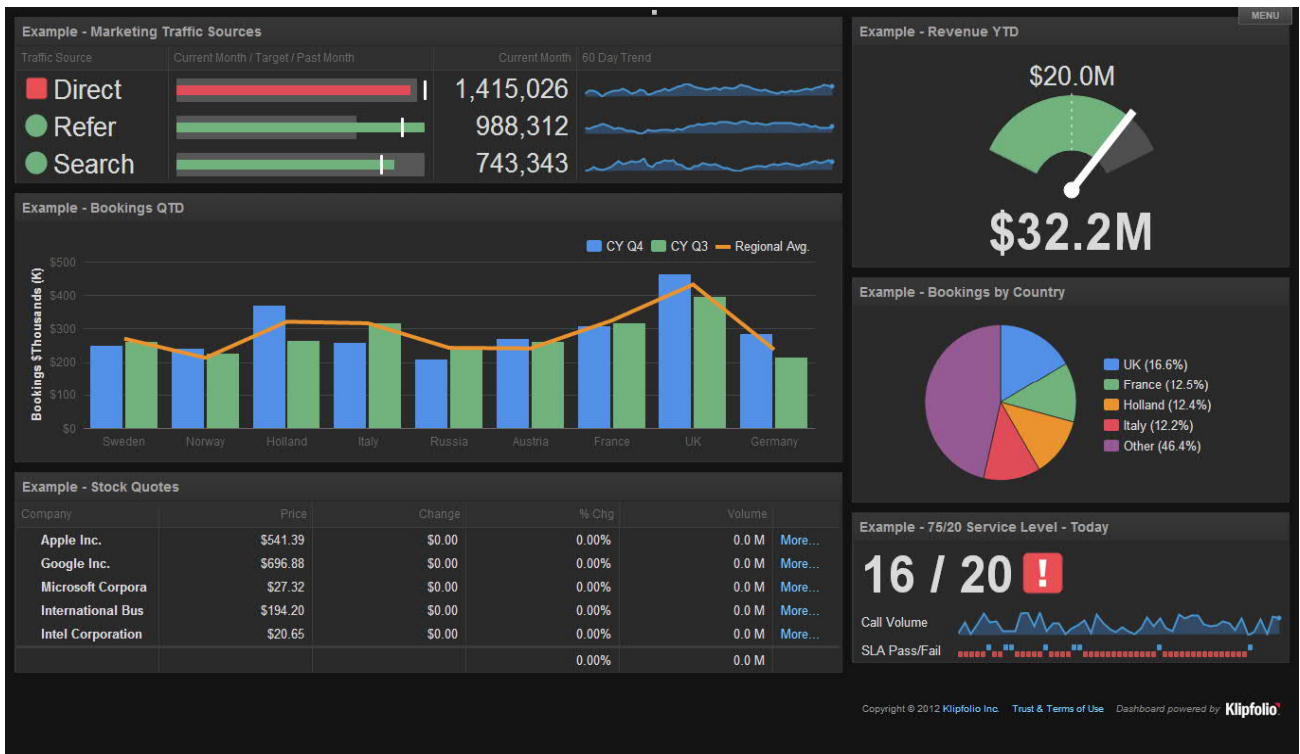 MENU
Example - Marketing Traffic Sources
Traffic Source Current Month / Target / Past Month Current Month 60 Day Trend
Direct 1,415,026
Refer 988,312
Search 743,343
Example - Revenue YTD
$20.0M
$32.2M
Example - Bookings QTD
CY Q4 CY Q3 Regional Avg.
Bookings $Thousands (K)
$500
$400
$300
$200
$100
$0
Sweden Norway Holland Italy Russia Austria France UK Germany
Example - Bookings by Country
UK (16.6%)
France (12.5%)
Holland (12.4%)
Italy (12.2%)
Other (46.4%)
Example - Stock Quotes
Company Price Change % Chg Volume
Apple Inc. $541.39 $0.00 0.00% 0.0 M More...
Google Inc. $696.88 $0.00 0.00% 0.0 M More...
Microsoft Corpora $27.32 $0.00 0.00% 0.0 M More...
International Bus $194.20 $0.00 0.00% 0.0 M More...
Intel Corporation $20.65 $0.00 0.00% 0.0 M More...
0.00% 0.0 M
Example - 75/20 Service Level - Today
16 / 20 !
Call Volume
SLA Pass/Fail
Copyright © 2012 Klipfolio Inc. Trust & Terms of Use Dashboard powered by Klipfolio